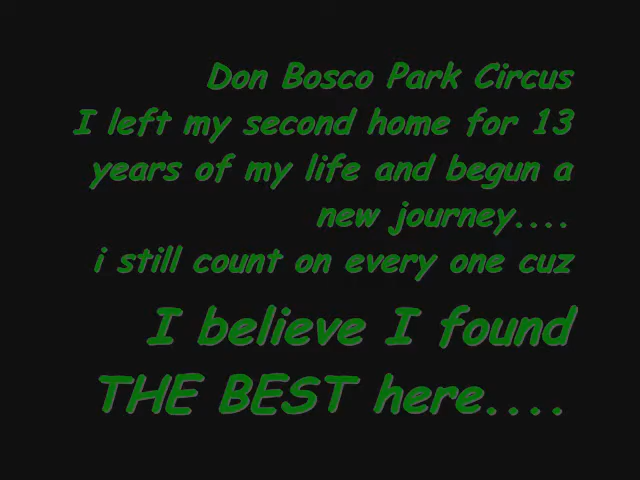 Don Bosco Park Circus
I left my second home for 13
years of my life and begun a
new journey....
i still count on every one cuz
I believe I found
THE BEST here....